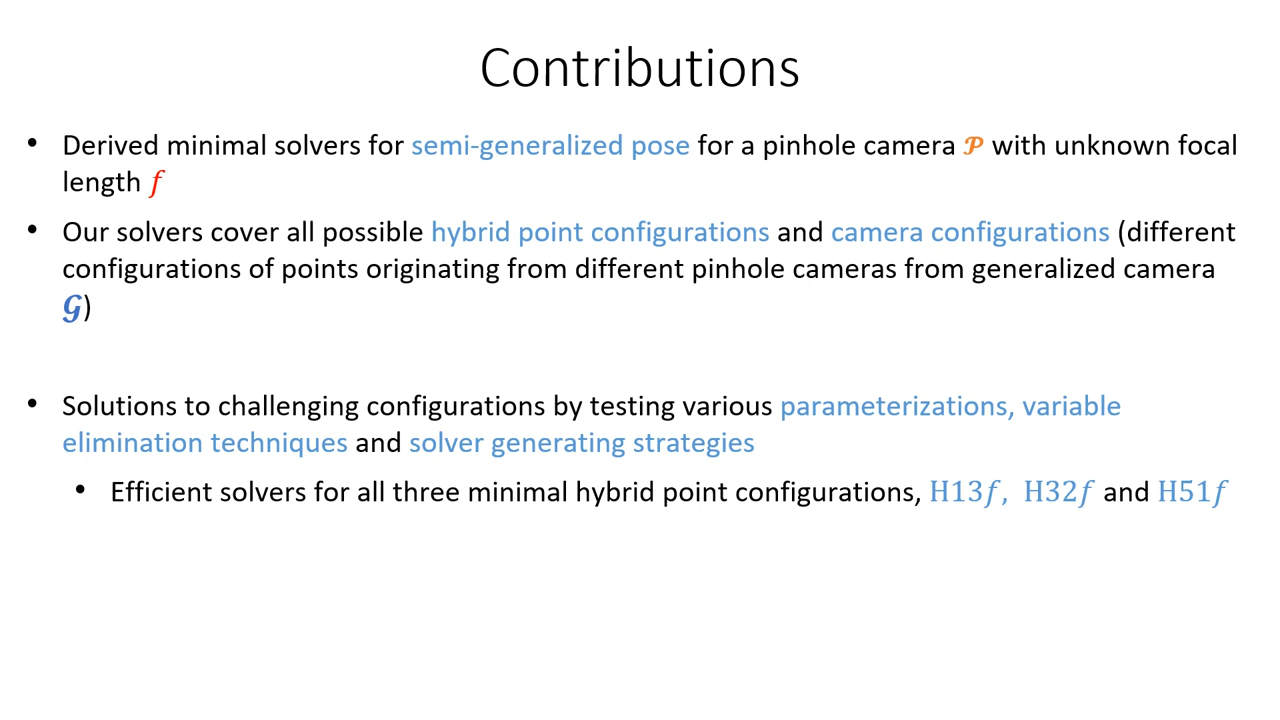 Contributions
• Derived minimal solvers for semi-generalized pose for a pinhole camera 𝓟 with unknown focal
length 𝑓
• Our solvers cover all possible hybrid point configurations and camera configurations (different
configurations of points originating from different pinhole cameras from generalized camera
𝓖)
• Solutions to challenging configurations by testing various parameterizations, variable
elimination techniques and solver generating strategies
• Efficient solvers for all three minimal hybrid point configurations, H13𝑓, H32𝑓 and H51𝑓